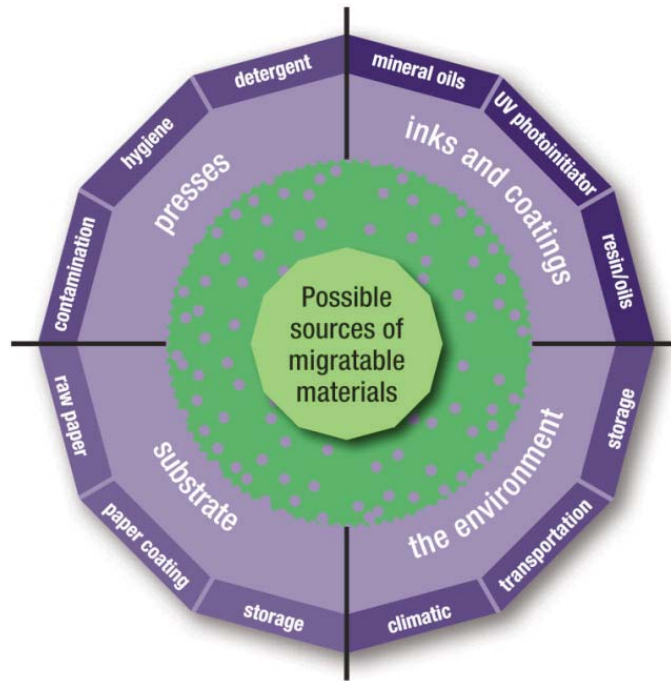 detergent
mineral oils
hygiene
UV photoinitiator
presses
inks and coatings
contamination
resin/oils
Possible
sources of
migratable
materials
raw paper
storage
substrate
the environment
paper coating
transportation
storage
climatic